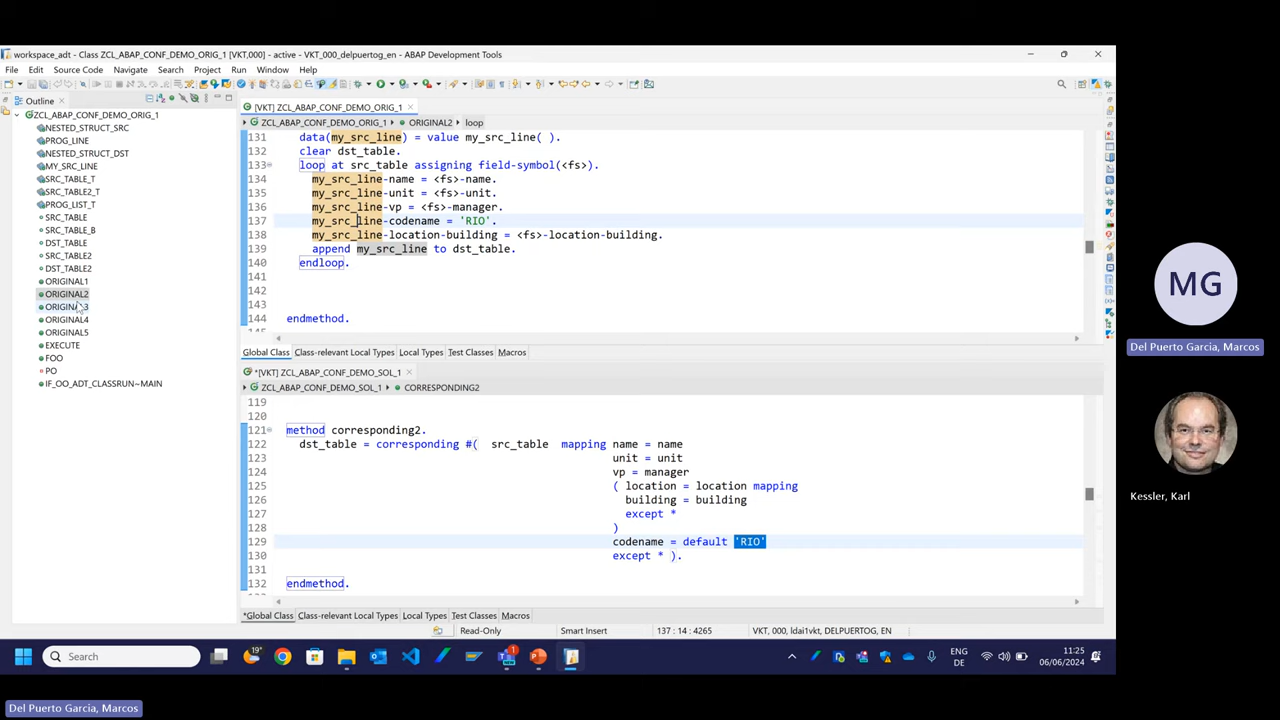 workspace_adt - Class ZCL_ABAP_CONF_DEMO_ORIG_1 [VKT,000] - active - VKT_000_delpuertog_en - ABAP Development Tools
File Edit Source Code Navigate Search Project Run Window Help
Outline
ZCL_ABAP_CONF_DEMO_ORIG_1
NESTED_STRUCT_SRC
PROG_LINE
NESTED_STRUCT_DST
MY_SRC_LINE
SRC_TABLE_T
SRC_TABLE2_T
PROG_LIST_T
SRC_TABLE
SRC_TABLE_B
DST_TABLE
SRC_TABLE2
DST_TABLE2
ORIGINAL1
ORIGINAL2
ORIGINAL3
ORIGINAL4
ORIGINAL5
EXECUTE
FOO
PO
IF_OO_ADT_CLASSRUN~MAIN
[VKT] ZCL_ABAP_CONF_DEMO_ORIG_1
ZCL_ABAP_CONF_DEMO_ORIG_1 ORIGINAL2 loop
131 data(my_src_line) = value my_src_line( ).
132 clear dst_table.
133 loop at src_table assigning field-symbol(<fs>).
134 my_src_line-name = <fs>-name.
135 my_src_line-unit = <fs>-unit.
136 my_src_line-vp = <fs>-manager.
137 my_src_line-codename = 'RIO'.
138 my_src_line-location-building = <fs>-location-building.
139 append my_src_line to dst_table.
140 endloop.
141
142
143
144 endmethod.
Global Class Class-relevant Local Types Local Types Test Classes Macros
*[VKT] ZCL_ABAP_CONF_DEMO_SOL_1
ZCL_ABAP_CONF_DEMO_SOL_1 CORRESPONDING2
119
120
121 method corresponding2.
122 dst_table = corresponding #( src_table mapping name = name
123 unit = unit
124 vp = manager
125 ( location = location mapping
126 building = building
127 except *
128 )
129 codename = default 'RIO'
130 except * ).
131
132 endmethod.
*Global Class Class-relevant Local Types Local Types Test Classes Macros
Read-Only Smart Insert 137 : 14 : 4265 VKT, 000, ldai1vkt, DELPUERTOG, EN
Search
19°
1
ENG
DE
11:25
06/06/2024
MG
Del Puerto Garcia, Marcos
Kessler, Karl
Del Puerto Garcia, Marcos